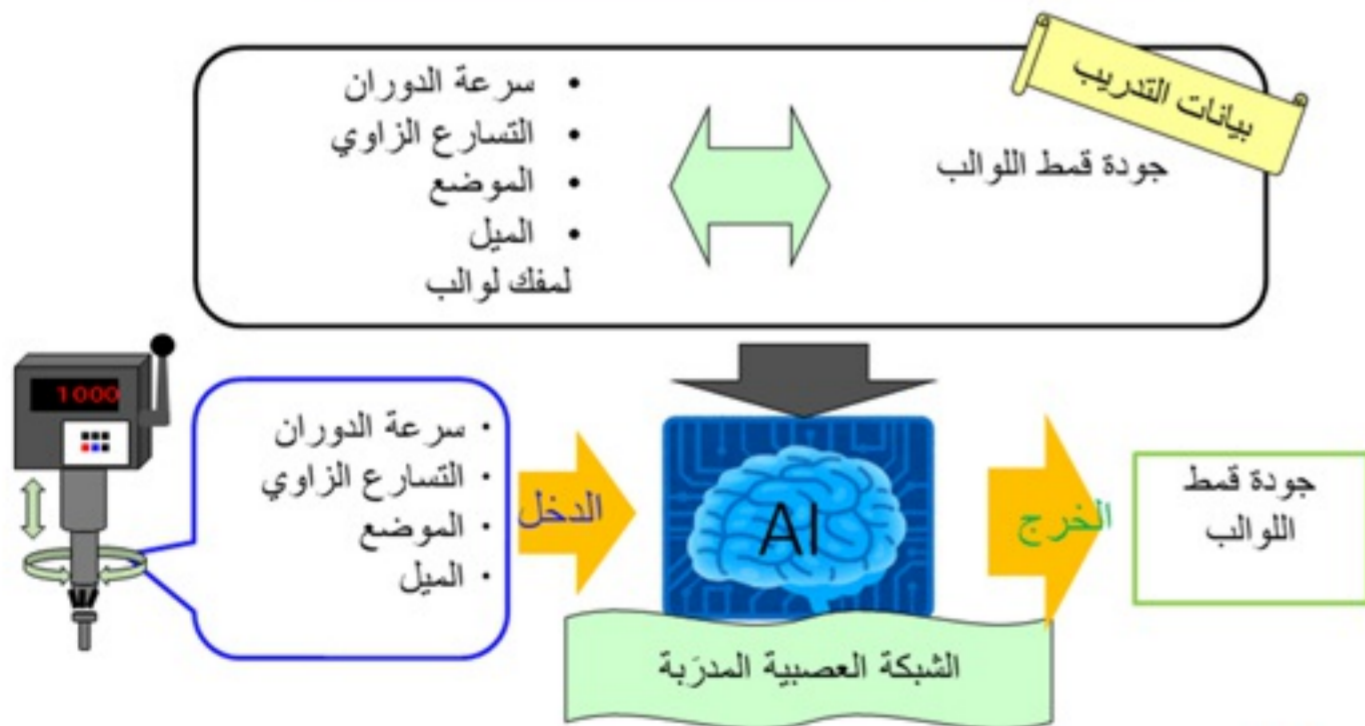 بيانات التدريب
جودة قمط اللوالب
• سرعة الدوران
• التسارع الزاوي
• الموضع
• الميل
لمفك لوالب
1000
• سرعة الدوران
• التسارع الزاوي
• الموضع
• الميل
الدخل
AI
الشبكة العصبية المدرَبة
الخرج
جودة قمط
اللوالب